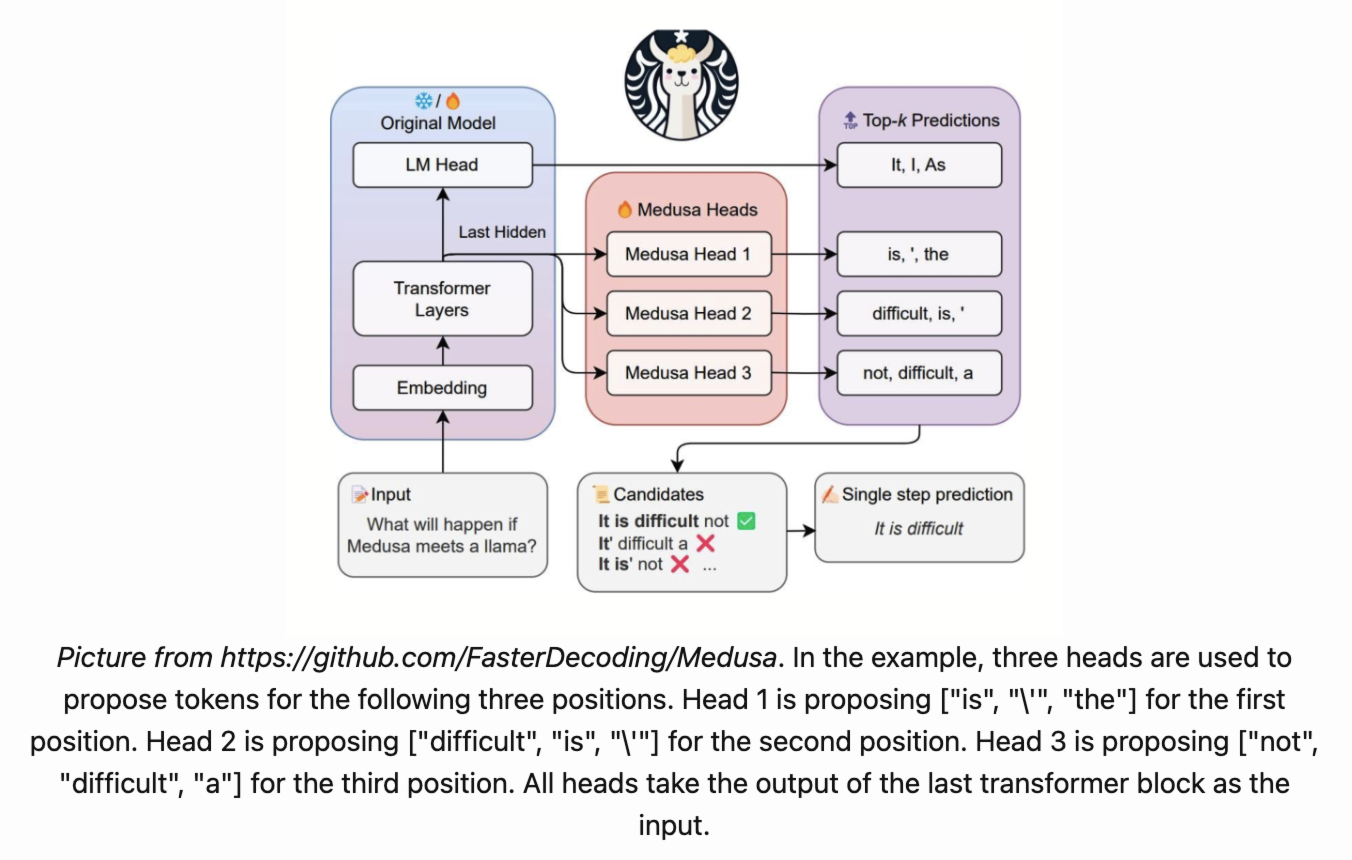 ❄️/🔥
Original Model
LM Head
Last Hidden
Transformer
Layers
Embedding
🔥 Medusa Heads
Medusa Head 1
Medusa Head 2
Medusa Head 3
🔝 Top-k Predictions
It, I, As
is, ', the
difficult, is, '
not, difficult, a
📝 Input
What will happen if
Medusa meets a llama?
📜 Candidates
It is difficult not ✅
It' difficult a ❌
It is' not ❌ ...
✍🏻 Single step prediction
It is difficult
Picture from https://github.com/FasterDecoding/Medusa. In the example, three heads are used to
propose tokens for the following three positions. Head 1 is proposing ["is", "\'", "the"] for the first
position. Head 2 is proposing ["difficult", "is", "\'"] for the second position. Head 3 is proposing ["not",
"difficult", "a"] for the third position. All heads take the output of the last transformer block as the
input.